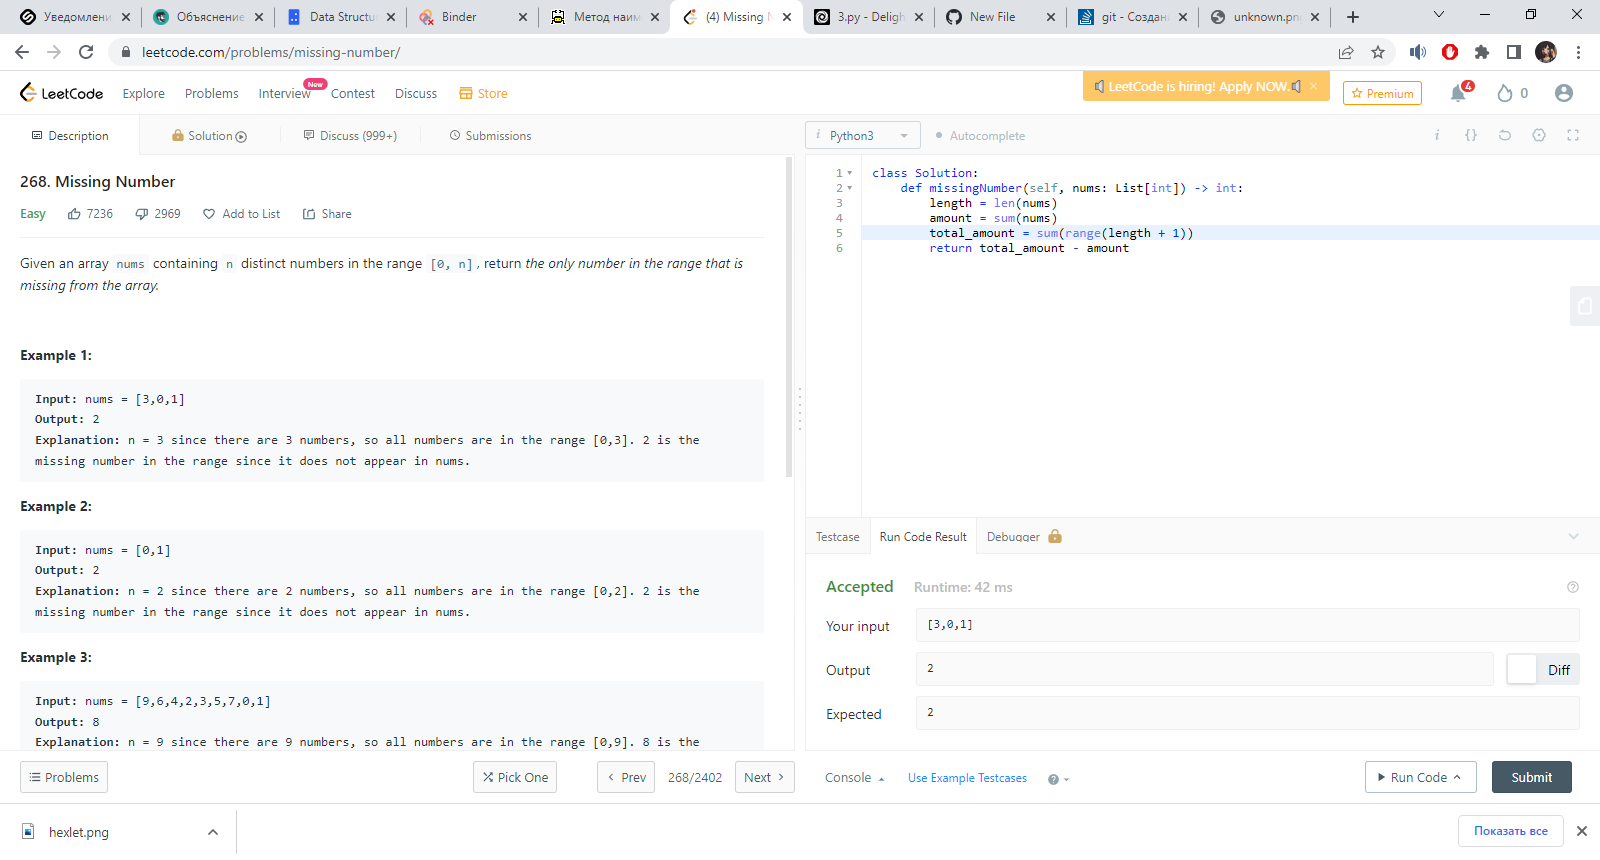 Уведомлени
Объяснение
Data Structu
Binder
Метод наим
(4) Missing N
3.py - Deligh
New File
git - Создан
unknown.pn
leetcode.com/problems/missing-number/
LeetCode
Explore
Problems
Interview
New
Contest
Discuss
Store
LeetCode is hiring! Apply NOW.
Premium
4
0
Description
Solution
Discuss (999+)
Submissions
i Python3
Autocomplete
268. Missing Number
Easy
7236
2969
Add to List
Share
Given an array nums containing n distinct numbers in the range [0, n], return the only number in the range that is
missing from the array.
Example 1:
Input: nums = [3,0,1]
Output: 2
Explanation: n = 3 since there are 3 numbers, so all numbers are in the range [0,3]. 2 is the
missing number in the range since it does not appear in nums.
Example 2:
Input: nums = [0,1]
Output: 2
Explanation: n = 2 since there are 2 numbers, so all numbers are in the range [0,2]. 2 is the
missing number in the range since it does not appear in nums.
Example 3:
Input: nums = [9,6,4,2,3,5,7,0,1]
Output: 8
Explanation: n = 9 since there are 9 numbers, so all numbers are in the range [0,9]. 8 is the
1 class Solution:
2 def missingNumber(self, nums: List[int]) -> int:
3 length = len(nums)
4 amount = sum(nums)
5 total_amount = sum(range(length + 1))
6 return total_amount - amount
Testcase
Run Code Result
Debugger
Accepted
Runtime: 42 ms
Your input
[3,0,1]
Output
2
Diff
Expected
2
Problems
Pick One
Prev
268/2402
Next
Console
Use Example Testcases
Run Code
Submit
hexlet.png
Показать все